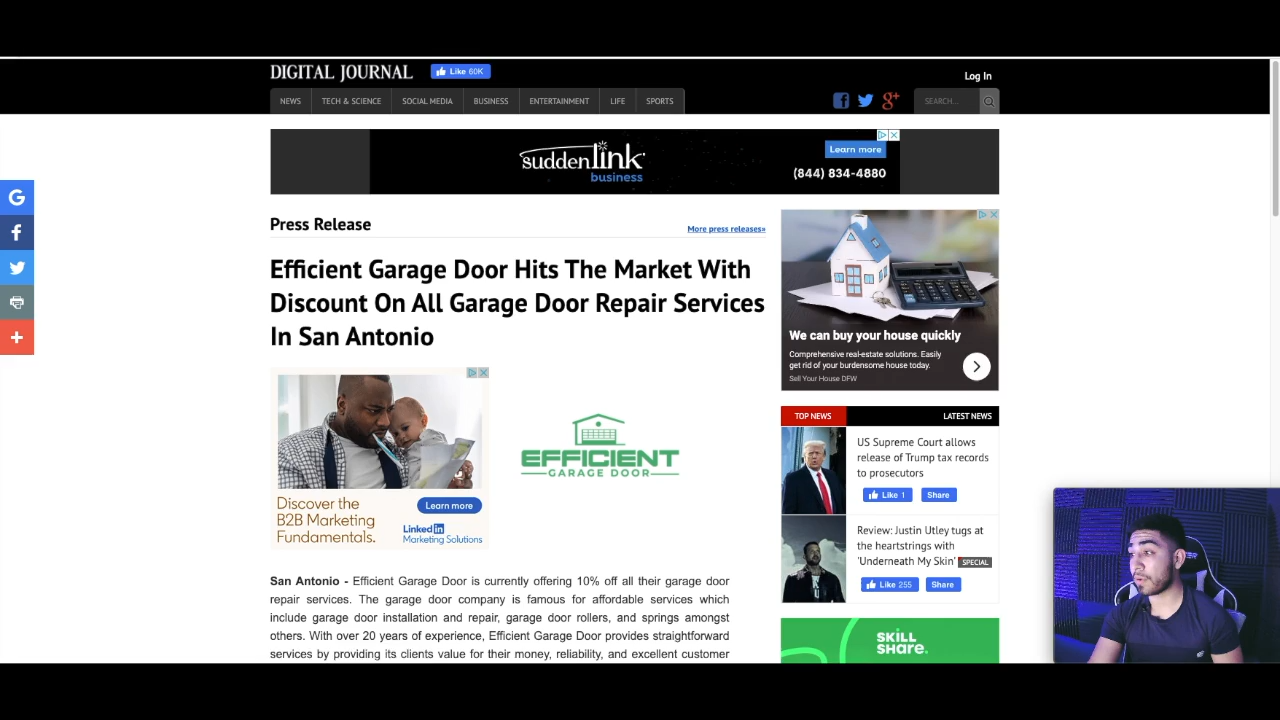 DIGITAL JOURNAL
Like 60K
Log In
NEWS TECH & SCIENCE SOCIAL MEDIA BUSINESS ENTERTAINMENT LIFE SPORTS
SEARCH...
suddenlink
business
Learn more
(844) 834-4880
Press Release
More press releases»
Efficient Garage Door Hits The Market With
Discount On All Garage Door Repair Services
In San Antonio
Discover the
B2B Marketing
Fundamentals.
Learn more
Linkedin
Marketing Solutions
EFFICIENT
GARAGE DOOR
San Antonio - Efficient Garage Door is currently offering 10% off all their garage door
repair services. The garage door company is famous for affordable services which
include garage door installation and repair, garage door rollers, and springs amongst
others. With over 20 years of experience, Efficient Garage Door provides straightforward
services by providing its clients value for their money, reliability, and excellent customer
We can buy your house quickly
Comprehensive real-estate solutions. Easily
get rid of your burdensome house today.
Sell Your House DFW
TOP NEWS LATEST NEWS
US Supreme Court allows
release of Trump tax records
to prosecutors
Like 1 Share
Review: Justin Utley tugs at
the heartstrings with
'Underneath My Skin' SPECIAL
Like 255 Share
SKILL
SHARE.